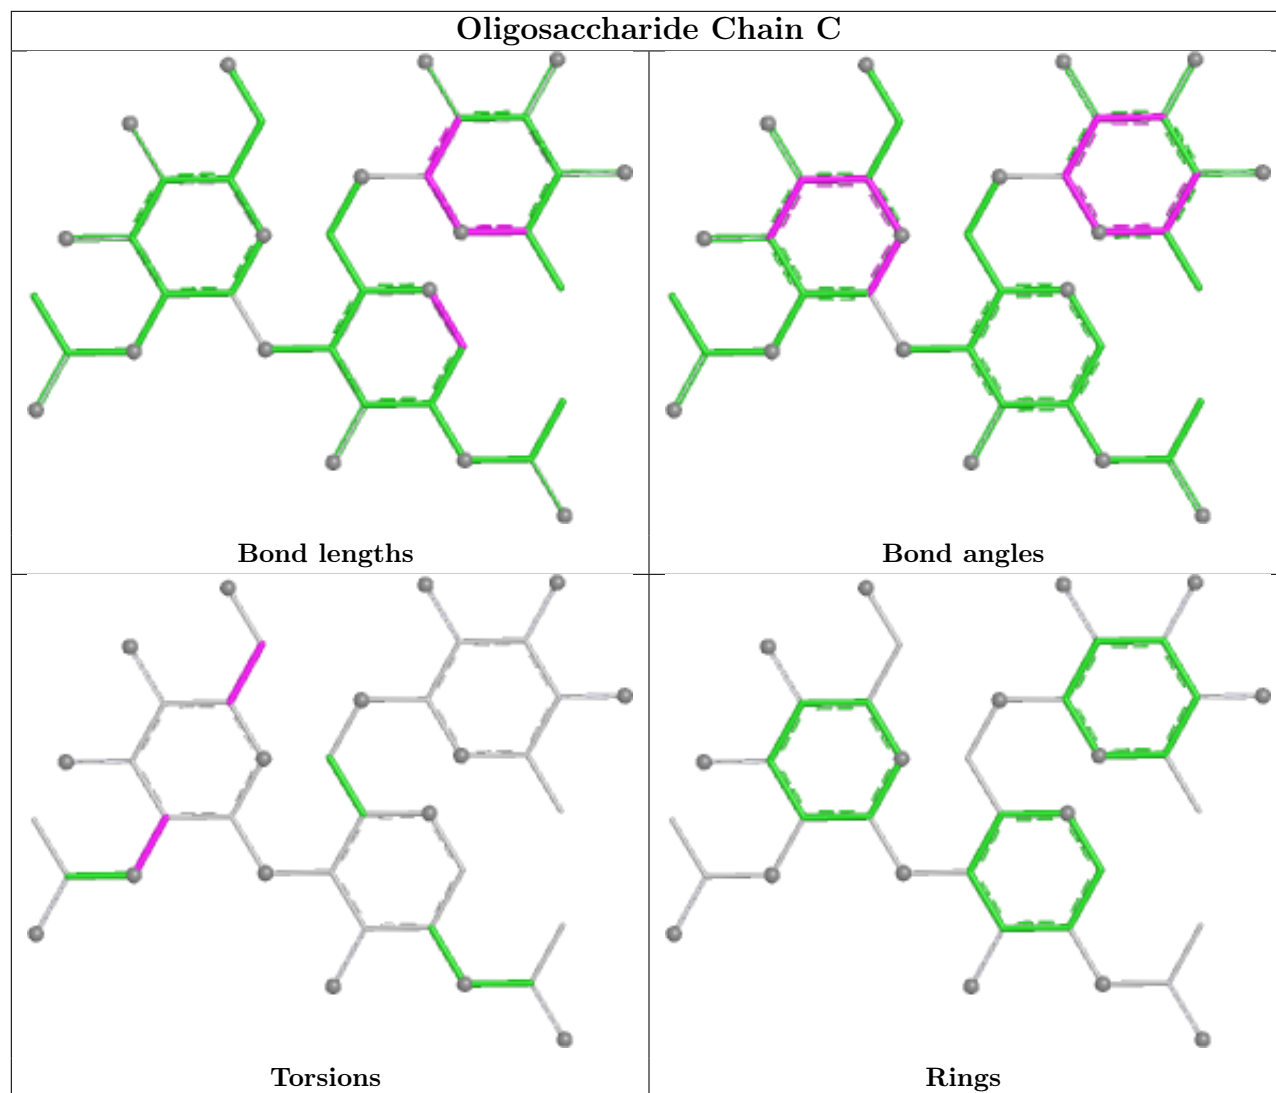 Oligosaccharide Chain C
Bond lengths
Bond angles
Torsions
Rings